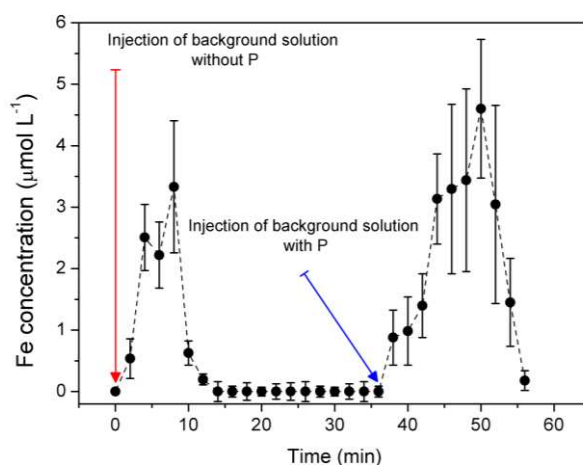 Injection of background solution
without P
Injection of background solution
with P
Fe concentration (μmol L⁻¹)
6
5
4
3
2
1
0
0
10
20
30
40
50
60
Time (min)